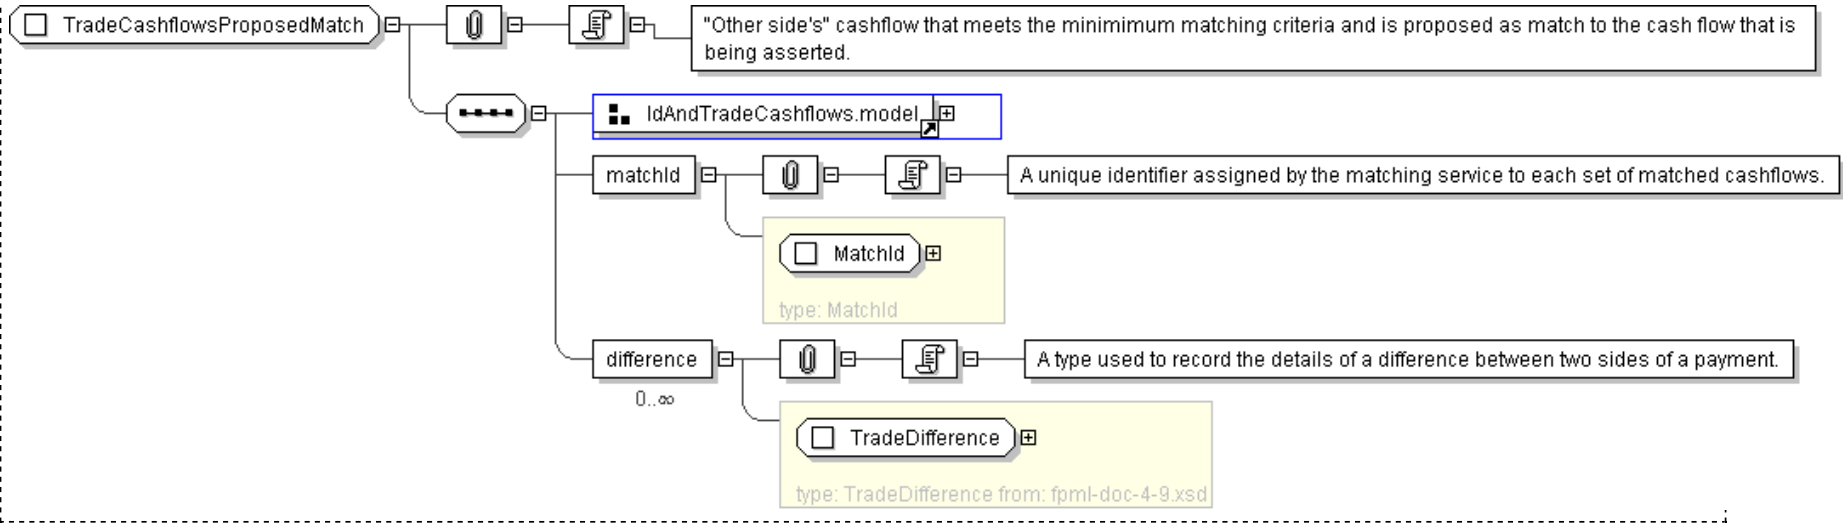 TradeCashflowsProposedMatch
"Other side's" cashflow that meets the minimimum matching criteria and is proposed as match to the cash flow that is
being asserted.
IdAndTradeCashflows.model
matchId
A unique identifier assigned by the matching service to each set of matched cashflows.
MatchId
type: MatchId
difference
A type used to record the details of a difference between two sides of a payment.
0..∞
TradeDifference
type: TradeDifference from: fpml-doc-4-9.xsd